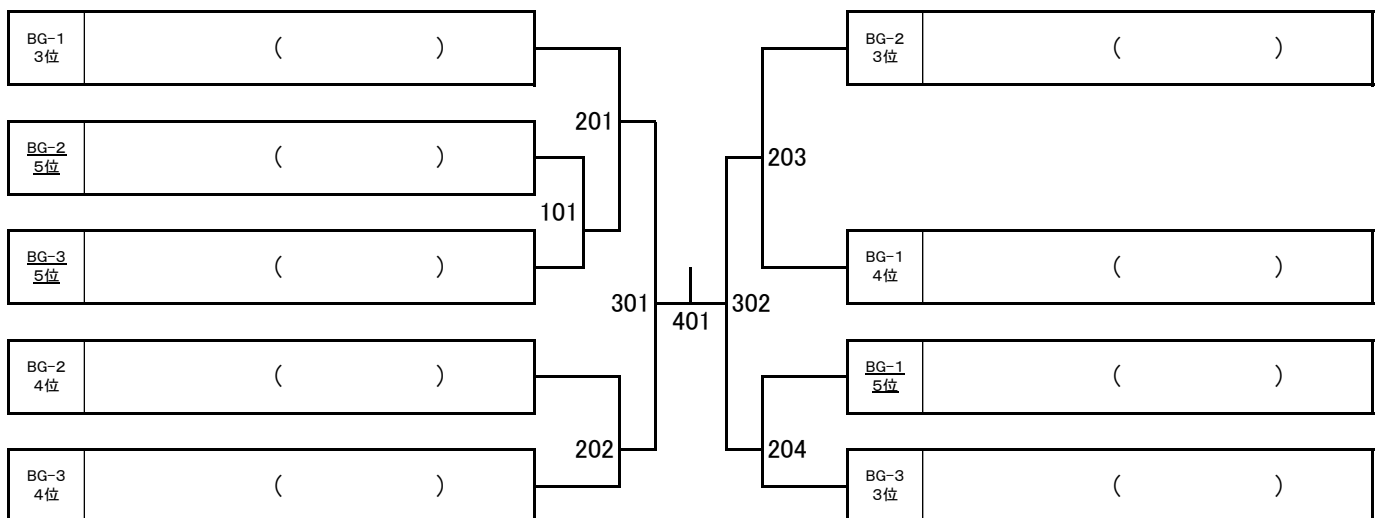 BG-1
3位
( )
BG-2
5位
( )
BG-3
5位
( )
BG-2
4位
( )
BG-3
4位
( )
201
101
202
301
401
302
203
204
BG-2
3位
( )
BG-1
4位
( )
BG-1
5位
( )
BG-3
3位
( )